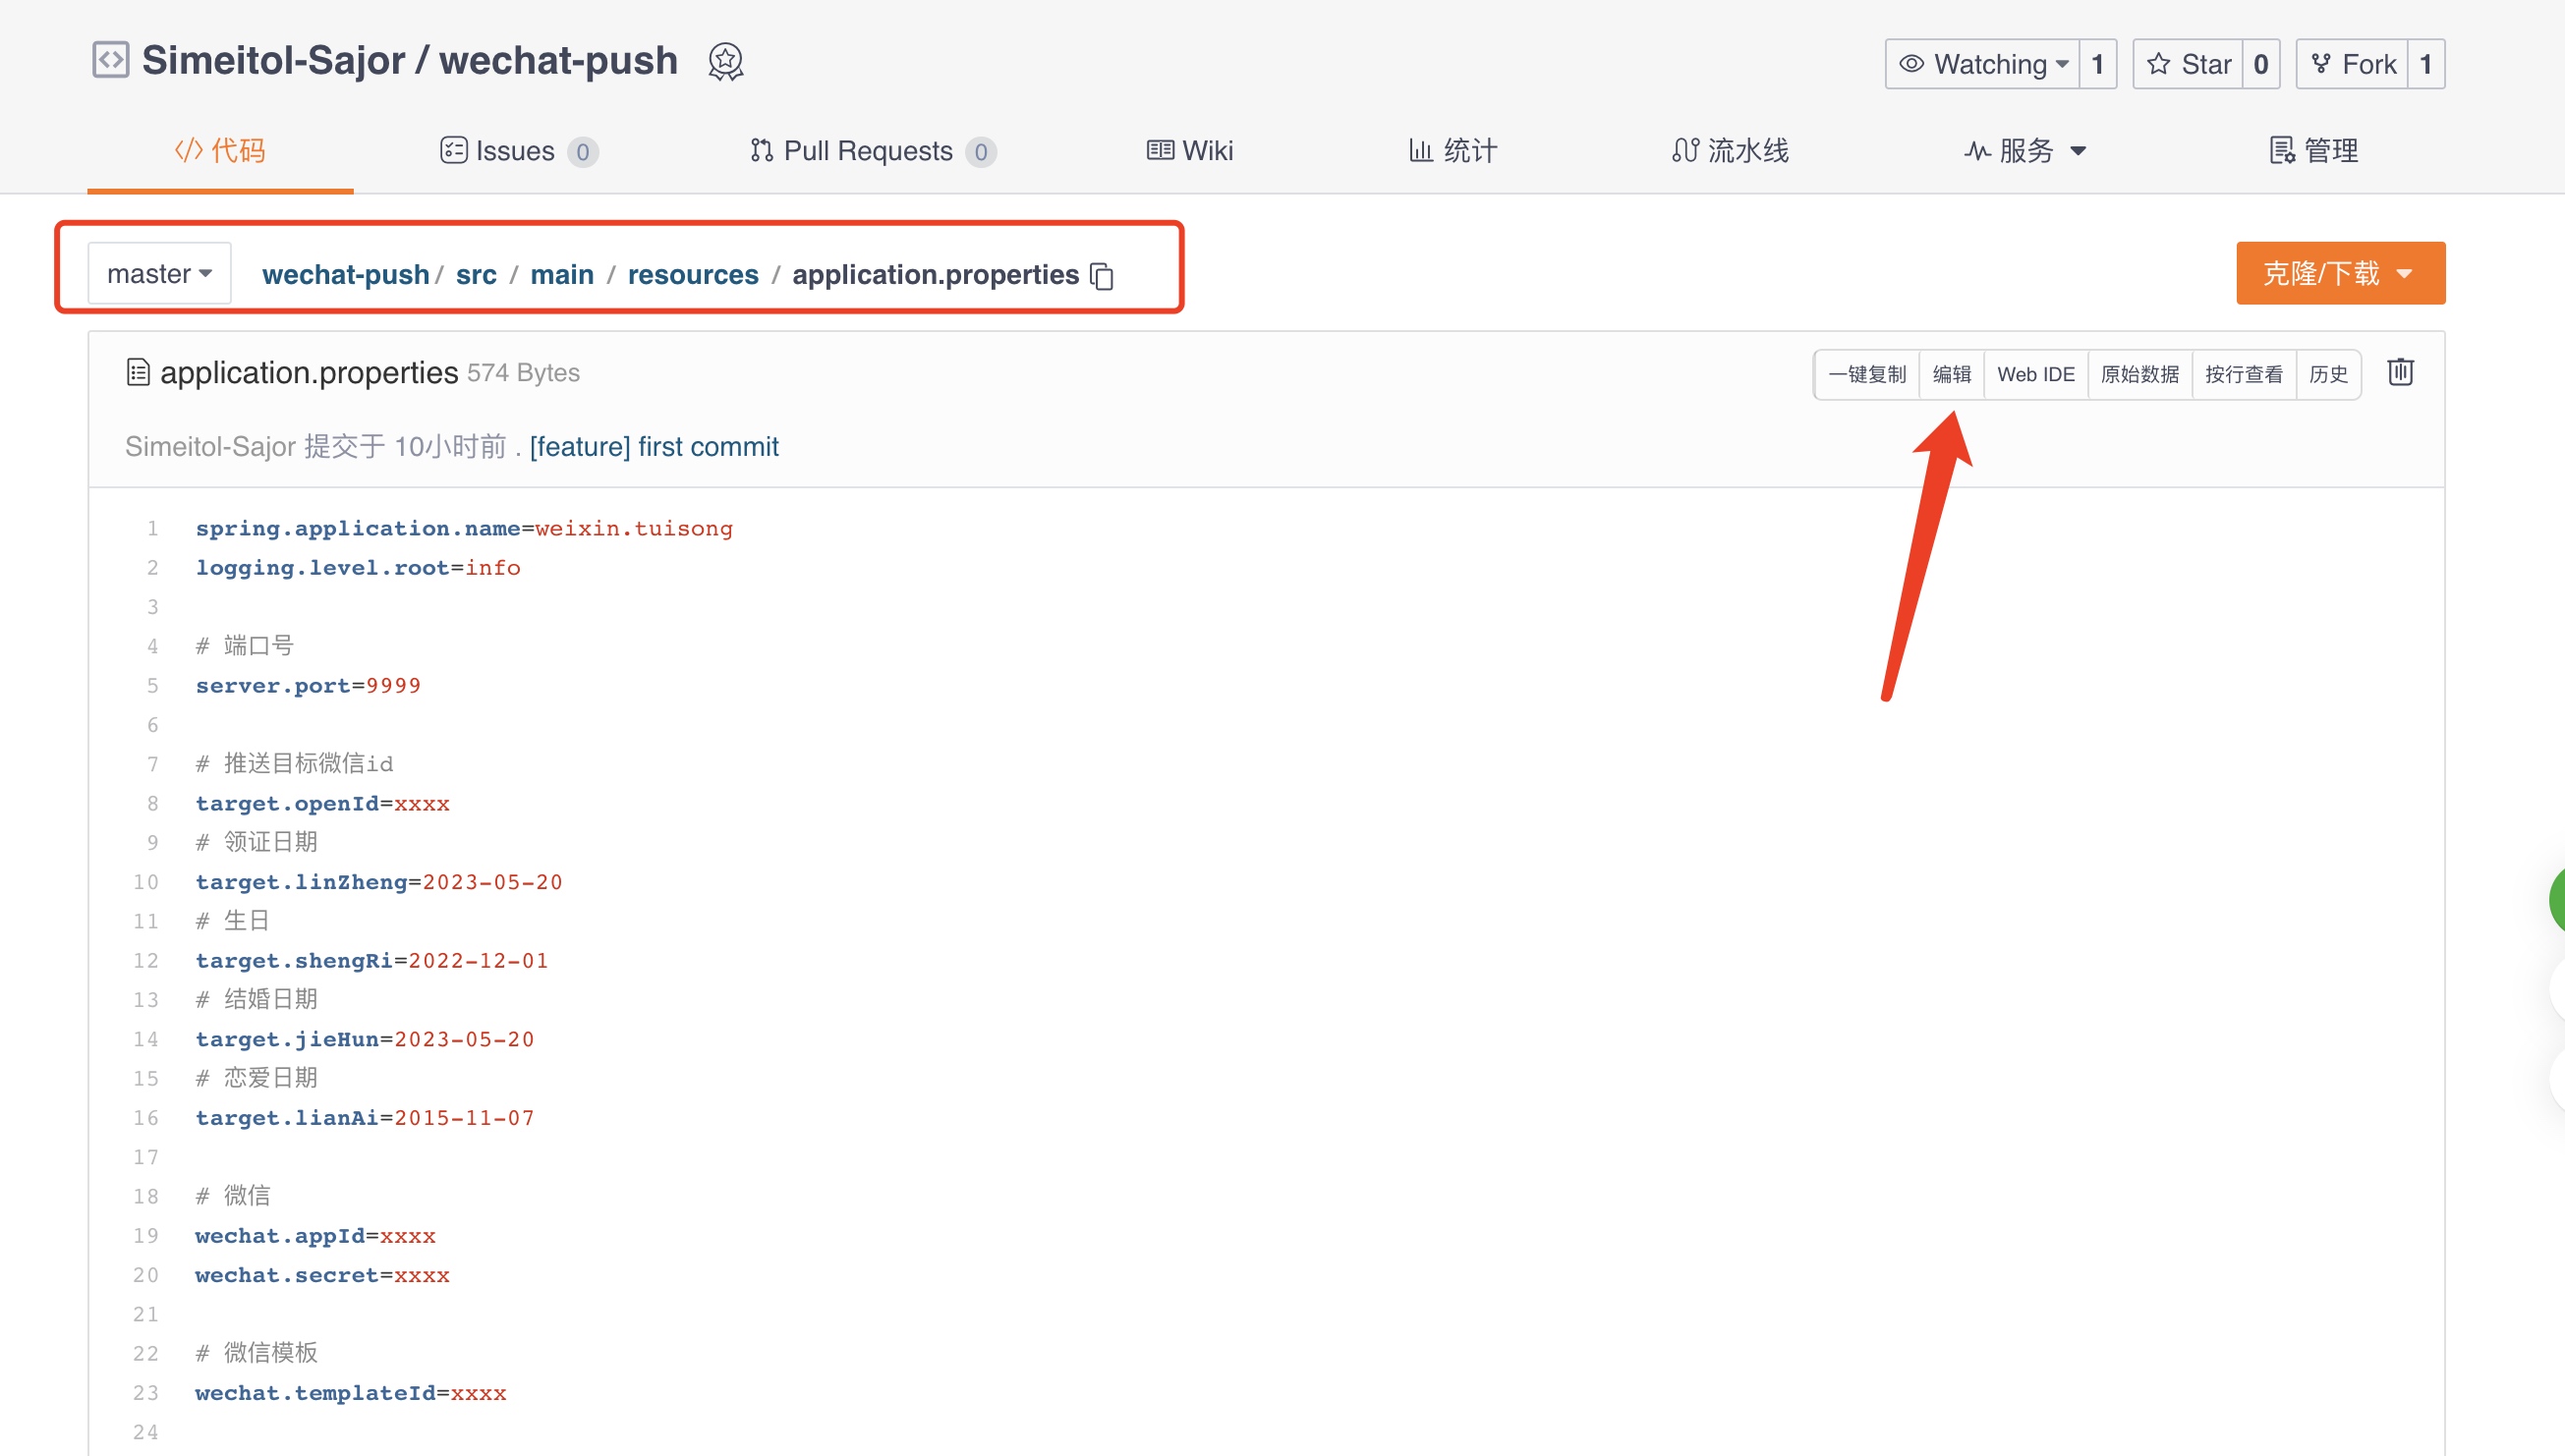 Simeitol-Sajor / wechat-push
Watching 1 Star 0 Fork 1
代码 Issues 0 Pull Requests 0 Wiki 统计 流水线 服务 管理
master wechat-push / src / main / resources / application.properties 克隆/下载
application.properties 574 Bytes 一键复制 编辑 Web IDE 原始数据 按行查看 历史
Simeitol-Sajor 提交于 10小时前 . [feature] first commit
1 spring.application.name=weixin.tuisong
2 logging.level.root=info
3
4 # 端口号
5 server.port=9999
6
7 # 推送目标微信id
8 target.openId=xxxx
9 # 领证日期
10 target.linZheng=2023-05-20
11 # 生日
12 target.shengRi=2022-12-01
13 # 结婚日期
14 target.jieHun=2023-05-20
15 # 恋爱日期
16 target.lianAi=2015-11-07
17
18 # 微信
19 wechat.appId=xxxx
20 wechat.secret=xxxx
21
22 # 微信模板
23 wechat.templateId=xxxx
24